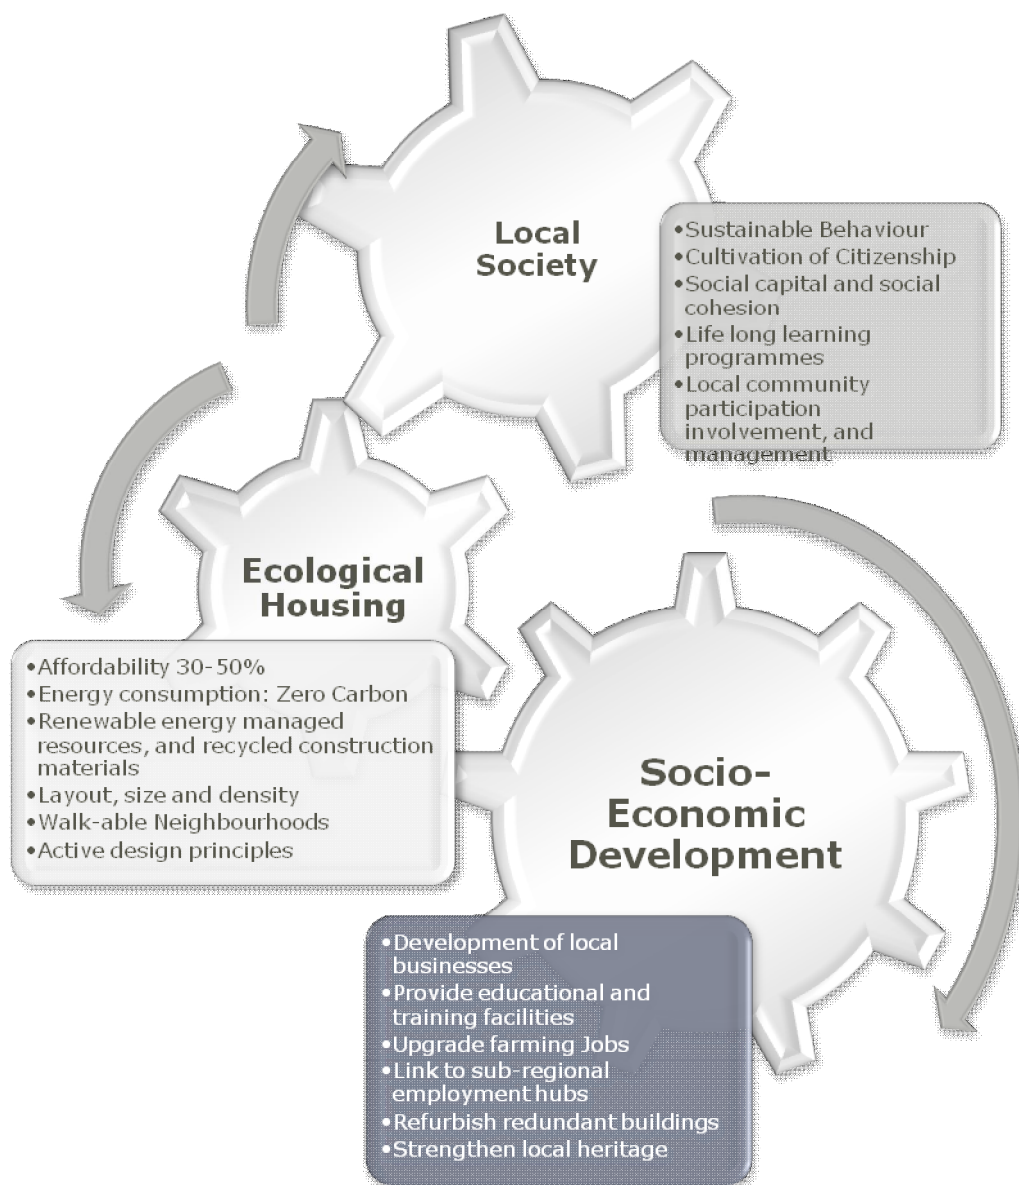 Local
Society
•Sustainable Behaviour
•Cultivation of Citizenship
•Social capital and social
cohesion
•Life long learning
programmes
•Local community
participation
involvement, and
management
Ecological
Housing
•Affordability 30-50%
•Energy consumption: Zero Carbon
•Renewable energy managed
resources, and recycled construction
materials
•Layout, size and density
•Walk-able Neighbourhoods
•Active design principles
Socio-
Economic
Development
•Development of local
businesses
•Provide educational and
training facilities
•Upgrade farming Jobs
•Link to sub-regional
employment hubs
•Refurbish redundant buildings
•Strengthen local heritage